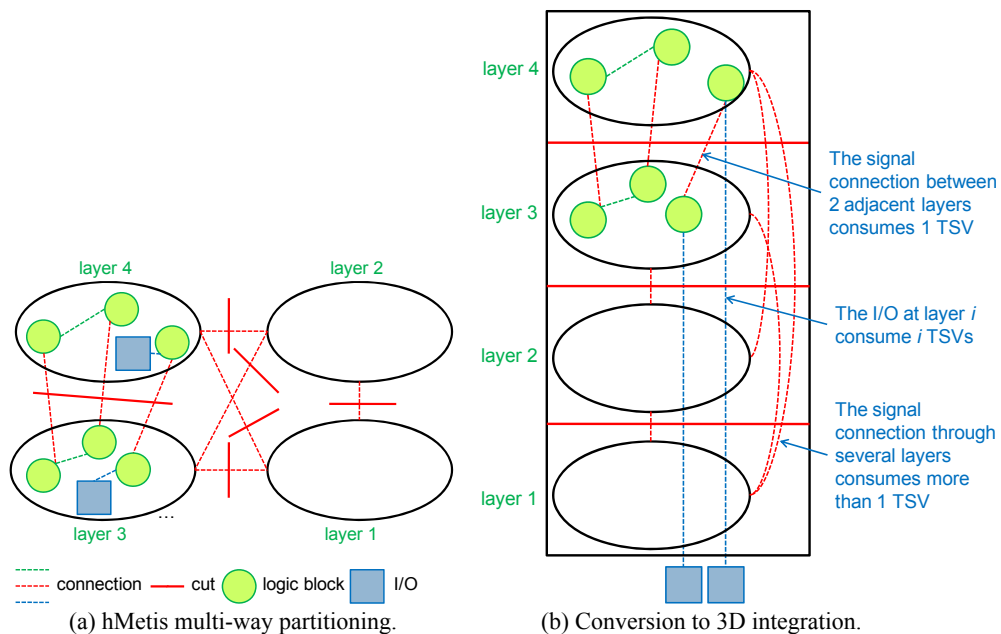 layer 4
layer 2
layer 3
...
layer 1
connection
cut
logic block
I/O
(a) hMetis multi-way partitioning.
layer 4
layer 3
layer 2
layer 1
The signal
connection between
2 adjacent layers
consumes 1 TSV
The I/O at layer i
consume i TSVs
The signal
connection through
several layers
consumes more
than 1 TSV
(b) Conversion to 3D integration.